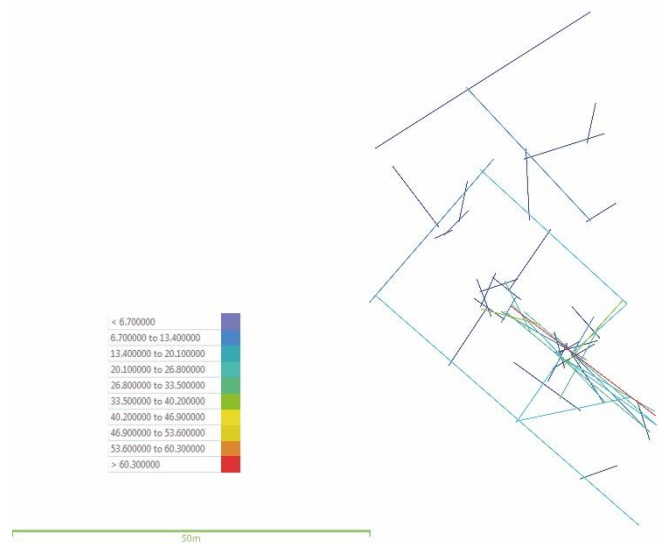 < 6.700000
6.700000 to 13.400000
13.400000 to 20.100000
20.100000 to 26.800000
26.800000 to 33.500000
33.500000 to 40.200000
40.200000 to 46.900000
46.900000 to 53.600000
53.600000 to 60.300000
> 60.300000
50m